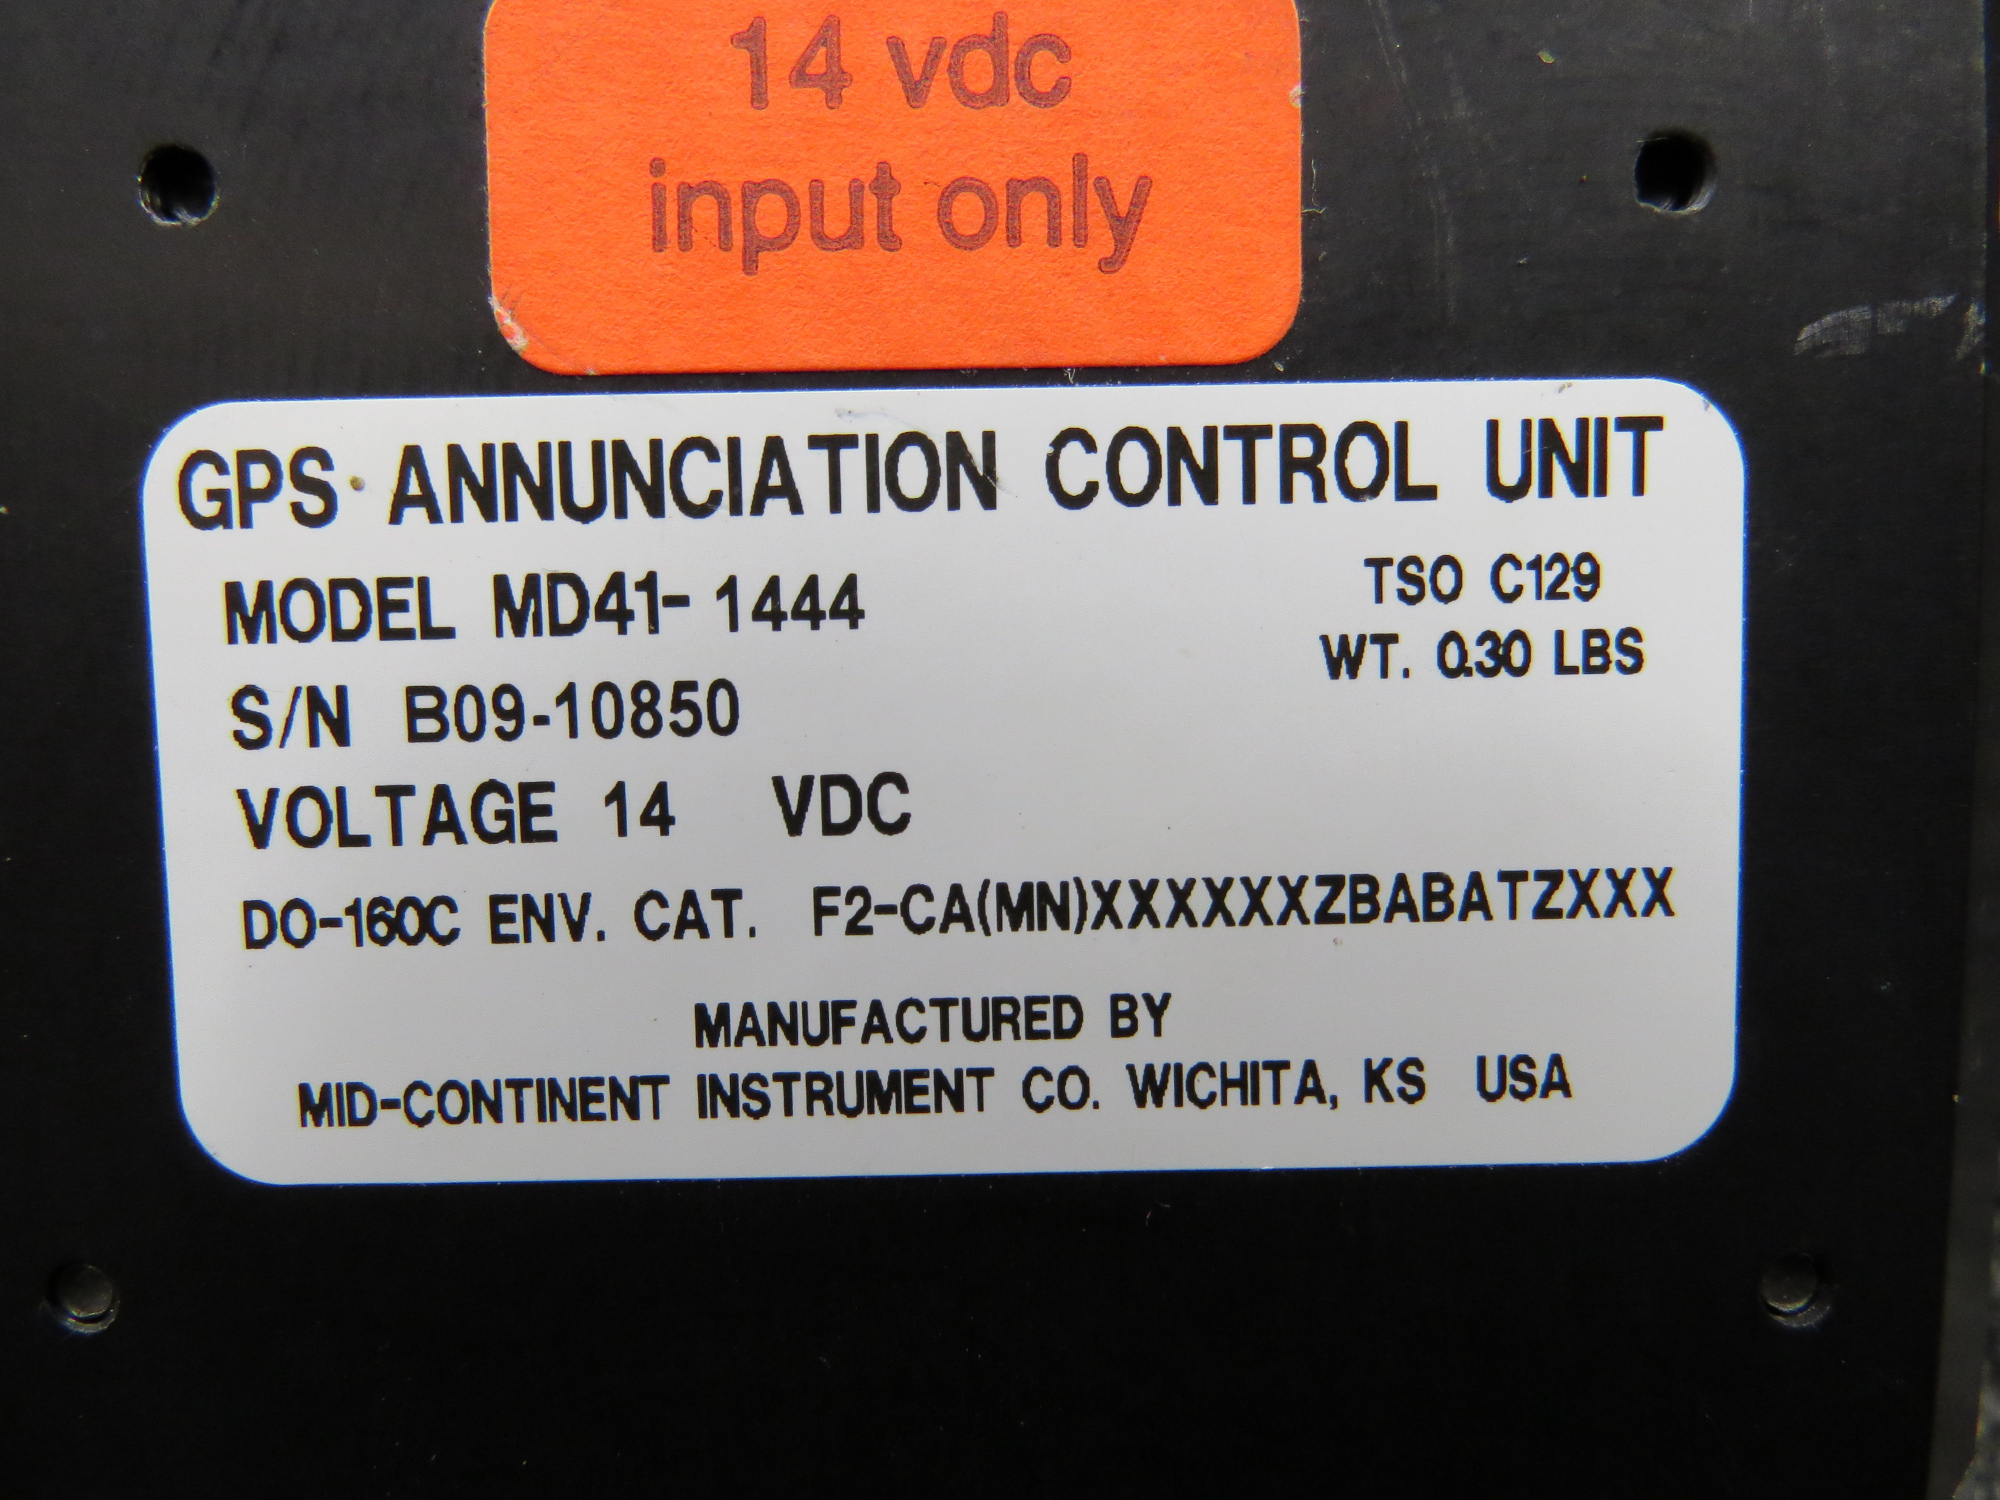 14 vdc
input only
GPS ANNUNCIATION CONTROL UNIT
MODEL MD41-1444
TSO C129
WT. 0.30 LBS
S/N B09-10850
VOLTAGE 14 VDC
DO-160C ENV. CAT. F2-CA(MN)XXXXXXZBABATZXXX
MANUFACTURED BY
MID-CONTINENT INSTRUMENT CO. WICHITA, KS USA